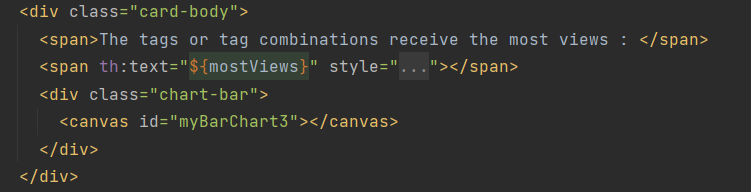 <div class="card-body">
<span>The tags or tag combinations receive the most views : </span>
<span th:text="${mostViews}" style="..."></span>
<div class="chart-bar">
<canvas id="myBarChart3"></canvas>
</div>
</div>